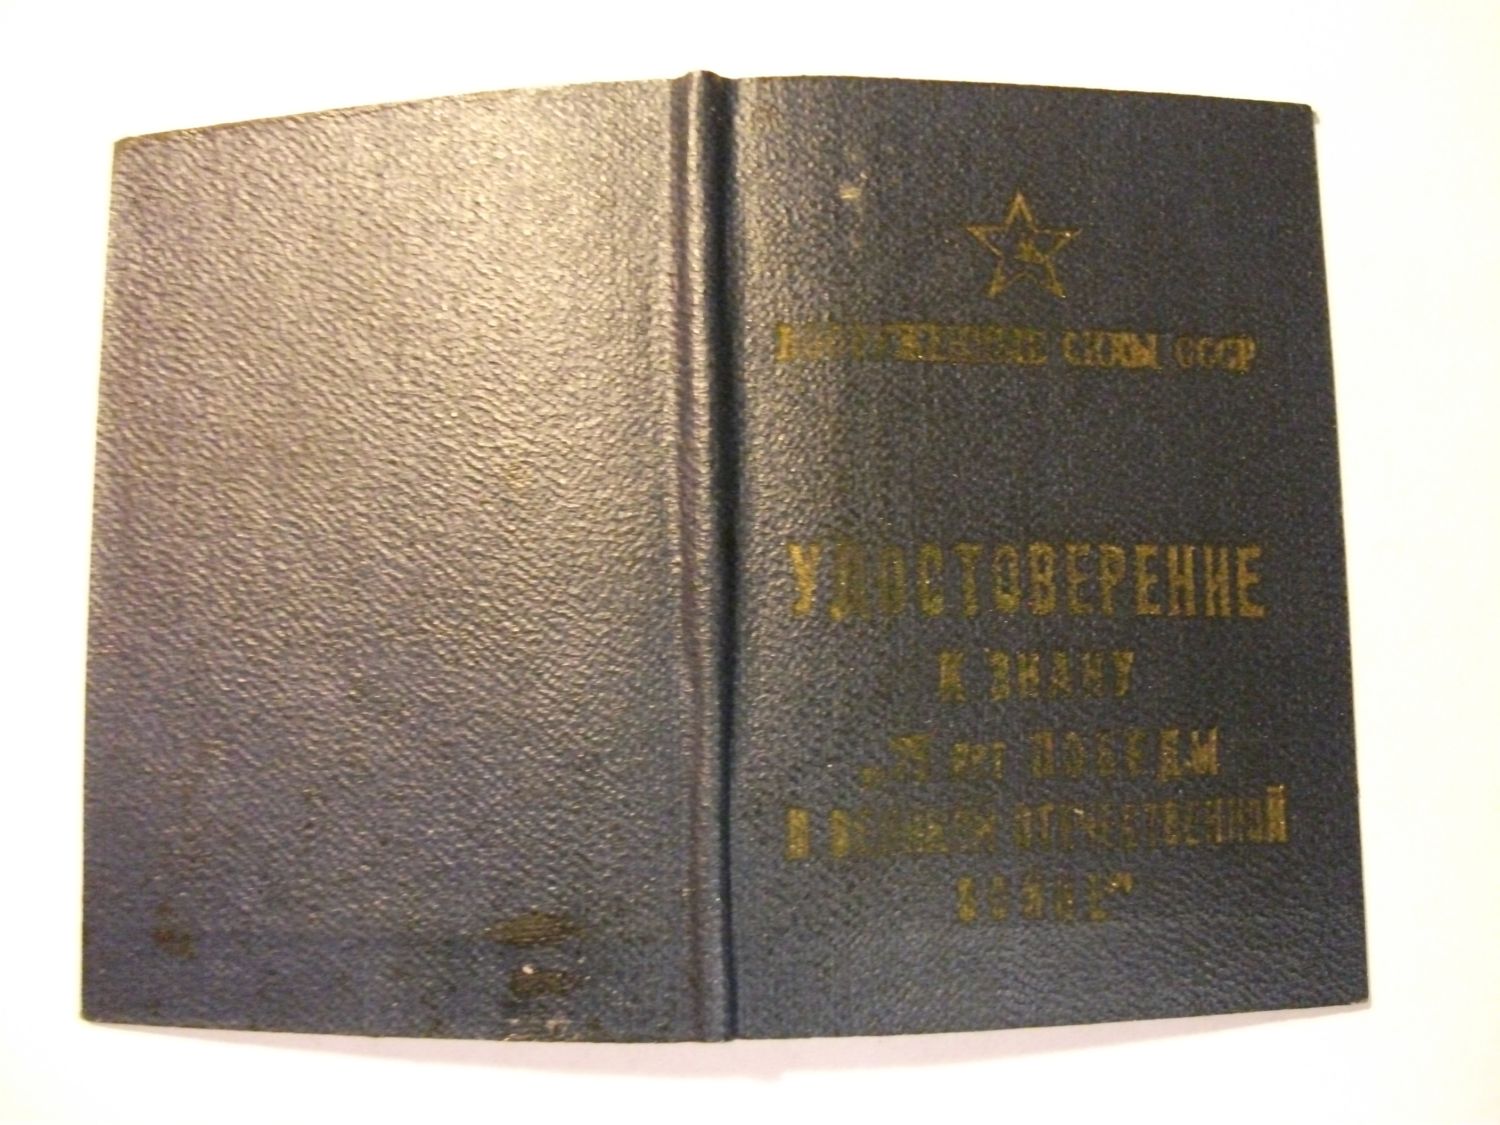 ВООРУЖЕННЫЕ СИЛЫ СССР
УДОСТОВЕРЕНИЕ
К ЗНАКУ
„25 лет ПОБЕДЫ
В ВЕЛИКОЙ ОТЕЧЕСТВЕННОЙ
ВОЙНЕ“